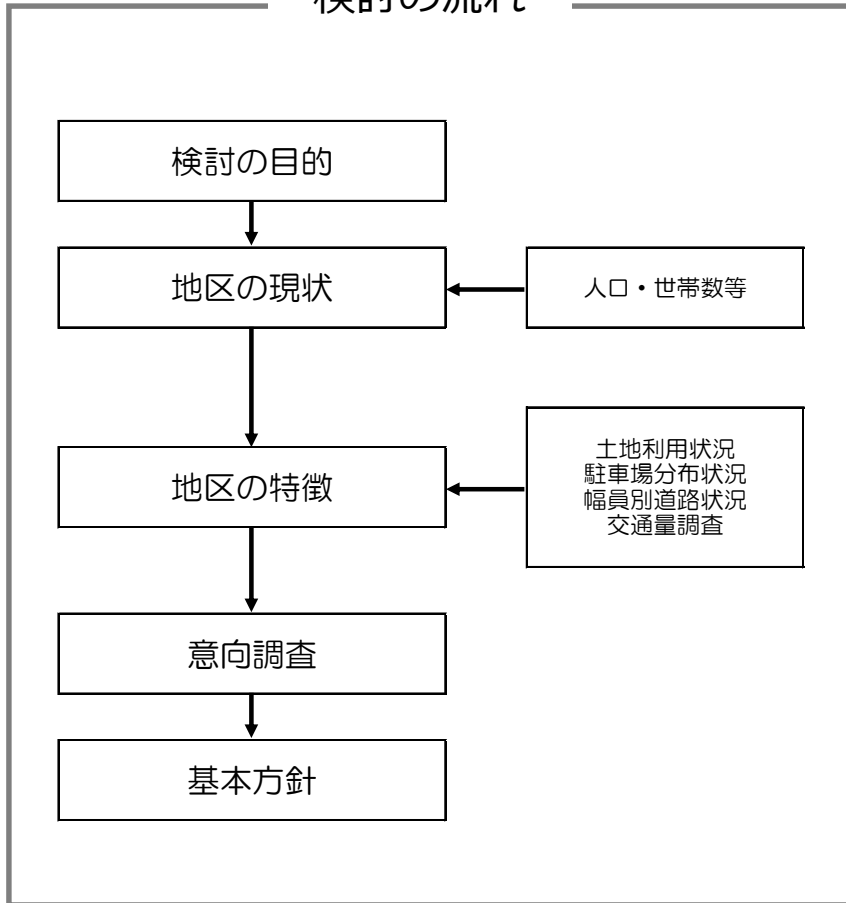 検討の流れ
検討の目的
地区の現状
人口・世帯数等
地区の特徴
土地利用状況
駐車場分布状況
幅員別道路状況
交通量調査
意向調査
基本方針